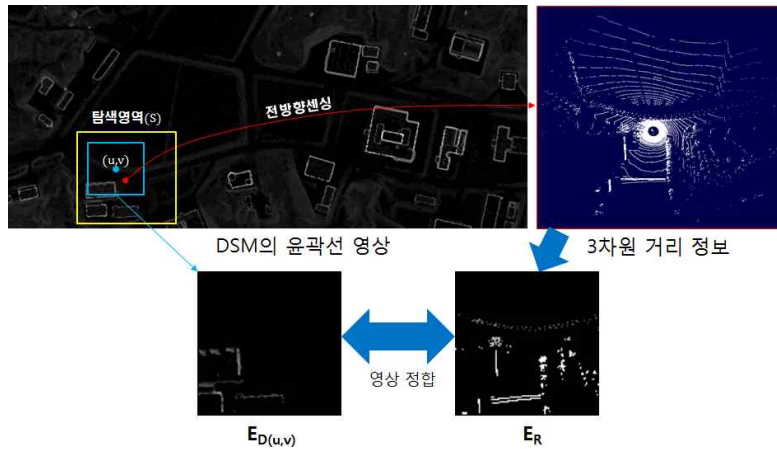 탐색영역(S)
전방향센싱
(u,v)
DSM의 윤곽선 영상
3차원 거리 정보
영상 정합
E_D(u,v)
E_R